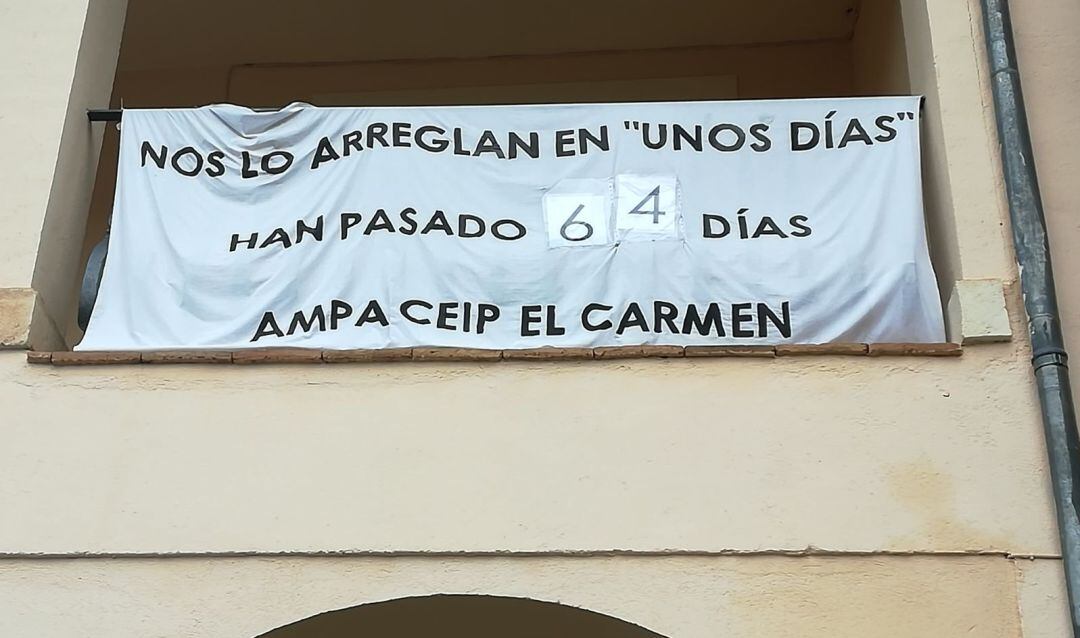 NOS LO ARREGLAN EN "UNOS DÍAS"
HAN PASADO 64 DÍAS
AMPA CEIP EL CARMEN